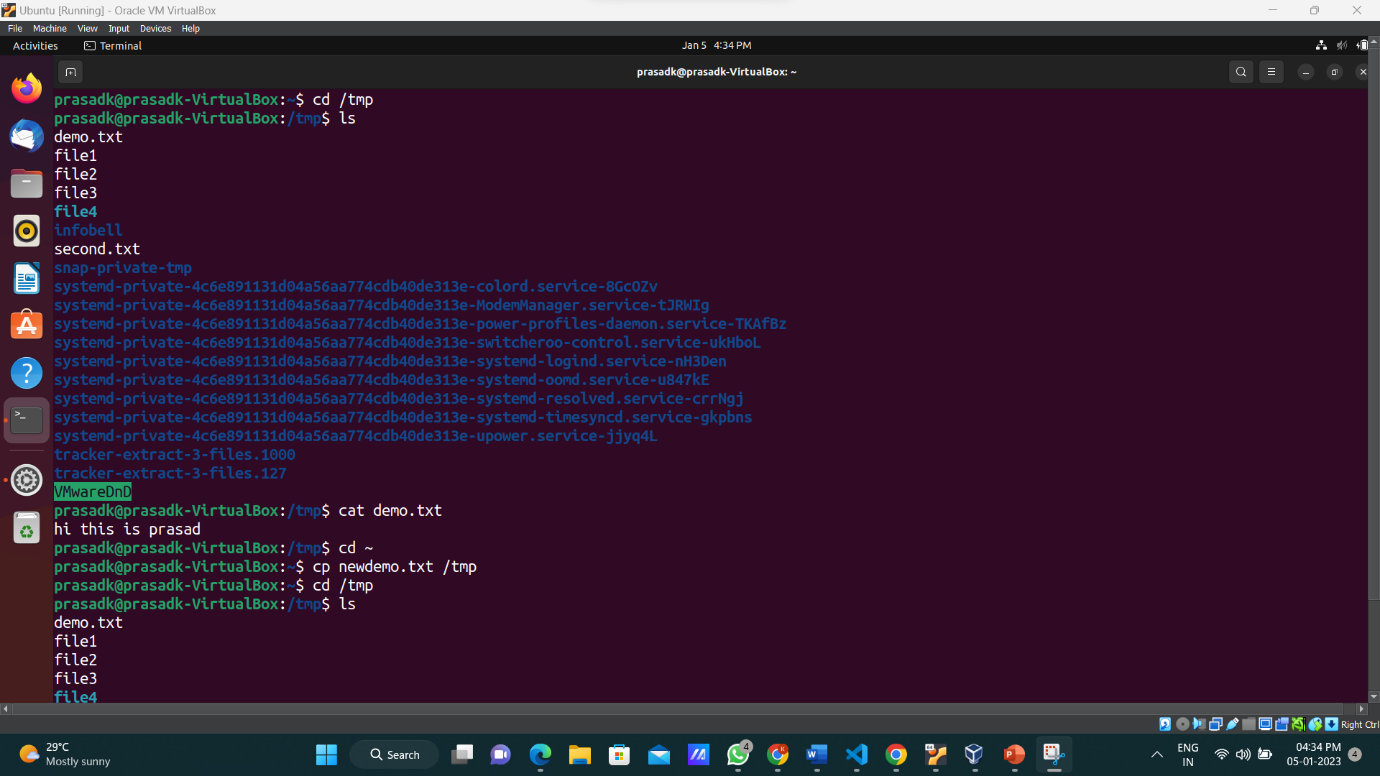 Ubuntu [Running] - Oracle VM VirtualBox
File Machine View Input Devices Help
Activities Terminal Jan 5 4:34 PM
prasadk@prasadk-VirtualBox: ~
prasadk@prasadk-VirtualBox:~$ cd /tmp
prasadk@prasadk-VirtualBox:/tmp$ ls
demo.txt
file1
file2
file3
file4
infobell
second.txt
snap-private-tmp
systemd-private-4c6e891131d04a56aa774cdb40de313e-colord.service-8GcOZv
systemd-private-4c6e891131d04a56aa774cdb40de313e-ModemManager.service-tJRWIg
systemd-private-4c6e891131d04a56aa774cdb40de313e-power-profiles-daemon.service-TKAfBz
systemd-private-4c6e891131d04a56aa774cdb40de313e-switcheroo-control.service-ukHboL
systemd-private-4c6e891131d04a56aa774cdb40de313e-systemd-logind.service-nH3Den
systemd-private-4c6e891131d04a56aa774cdb40de313e-systemd-oomd.service-u847kE
systemd-private-4c6e891131d04a56aa774cdb40de313e-systemd-resolved.service-crrNgj
systemd-private-4c6e891131d04a56aa774cdb40de313e-systemd-timesyncd.service-gkpbns
systemd-private-4c6e891131d04a56aa774cdb40de313e-upower.service-jjyq4L
tracker-extract-3-files.1000
tracker-extract-3-files.127
VMwareDnD
prasadk@prasadk-VirtualBox:/tmp$ cat demo.txt
hi this is prasad
prasadk@prasadk-VirtualBox:/tmp$ cd ~
prasadk@prasadk-VirtualBox:~$ cp newdemo.txt /tmp
prasadk@prasadk-VirtualBox:~$ cd /tmp
prasadk@prasadk-VirtualBox:/tmp$ ls
demo.txt
file1
file2
file3
file4
Right Ctrl
29°C
Mostly sunny
Search
4
ENG
IN
04:34 PM
05-01-2023
4